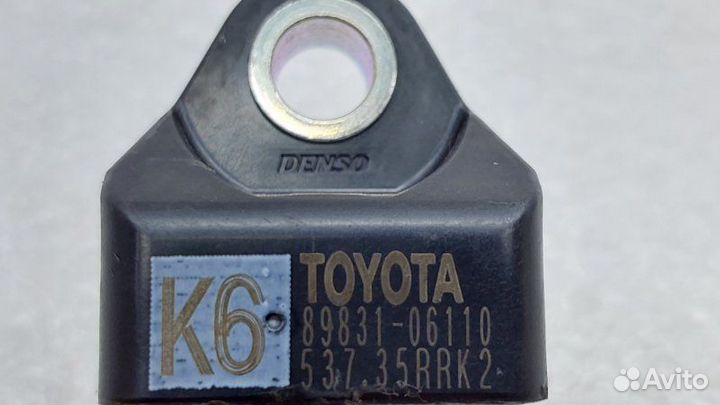 DENSO
K6
TOYOTA
89831-06110
537.35RRK2
Avito